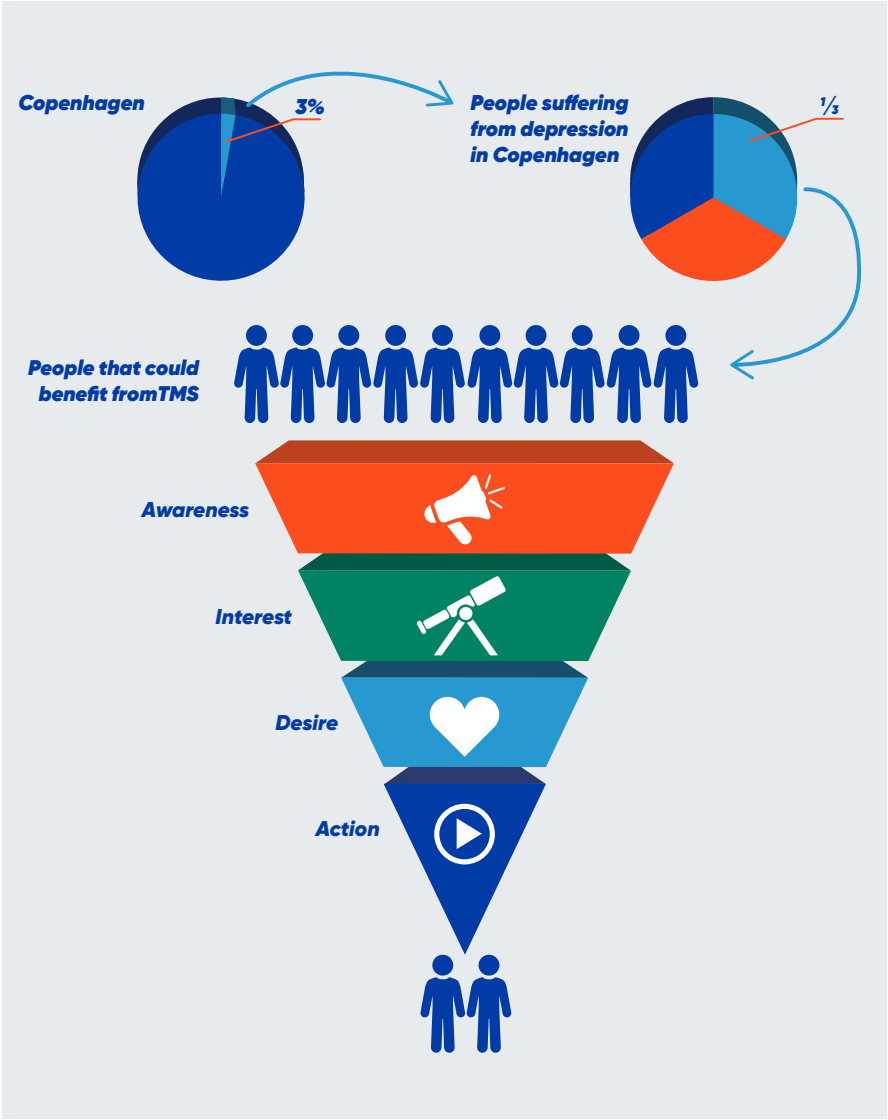 Copenhagen
3%
People suffering
from depression
in Copenhagen
⅓
People that could
benefit fromTMS
Awareness
Interest
Desire
Action